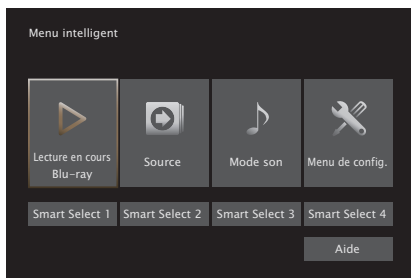 Menu intelligent
Lecture en cours
Blu-ray
Source
Mode son
Menu de config.
Smart Select 1
Smart Select 2
Smart Select 3
Smart Select 4
Aide